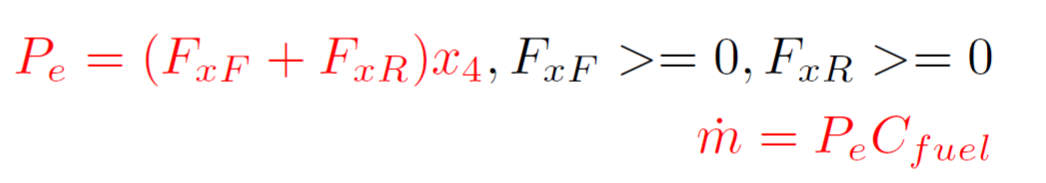 P_e = (F_{xF} + F_{xR})x_4, F_{xF} >= 0, F_{xR} >= 0
\dot{m} = P_e C_{fuel}